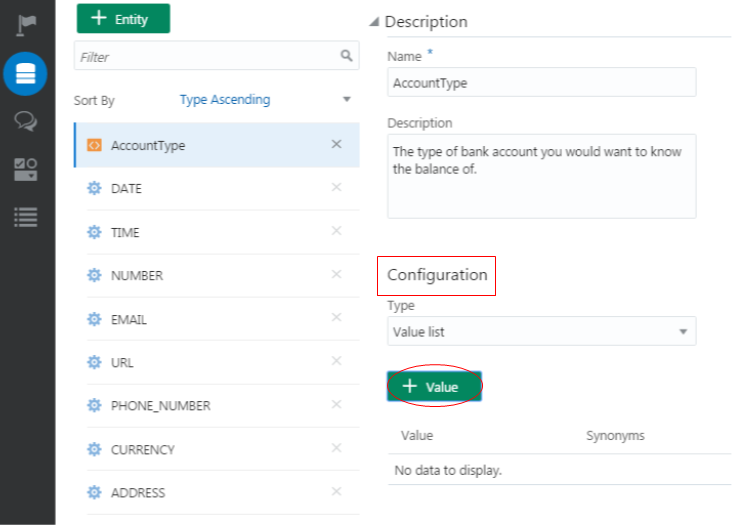 + Entity
Filter
Sort By Type Ascending
AccountType
DATE
TIME
NUMBER
EMAIL
URL
PHONE_NUMBER
CURRENCY
ADDRESS
Description
Name *
AccountType
Description
The type of bank account you would want to know
the balance of.
Configuration
Type
Value list
+ Value
Value Synonyms
No data to display.